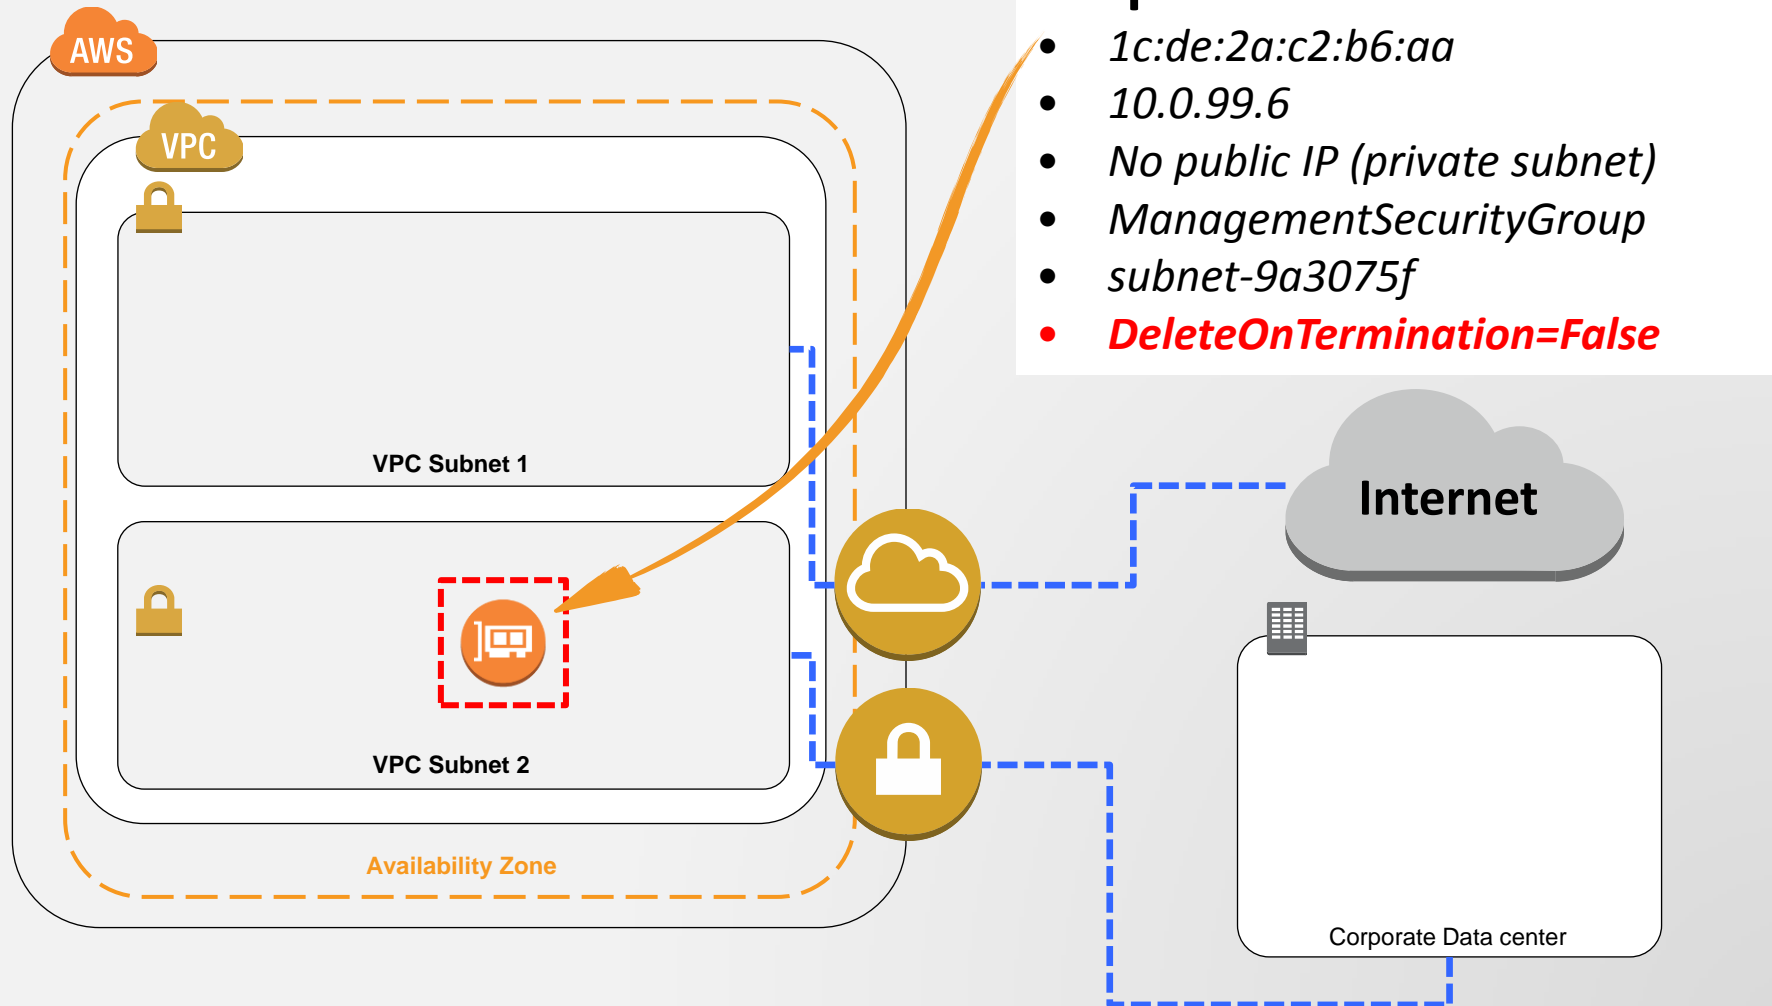 AWS
VPC
• 1c:de:2a:c2:b6:aa
• 10.0.99.6
• No public IP (private subnet)
• ManagementSecurityGroup
• subnet-9a3075f
• DeleteOnTermination=False
VPC Subnet 1
Internet
VPC Subnet 2
Availability Zone
Corporate Data center